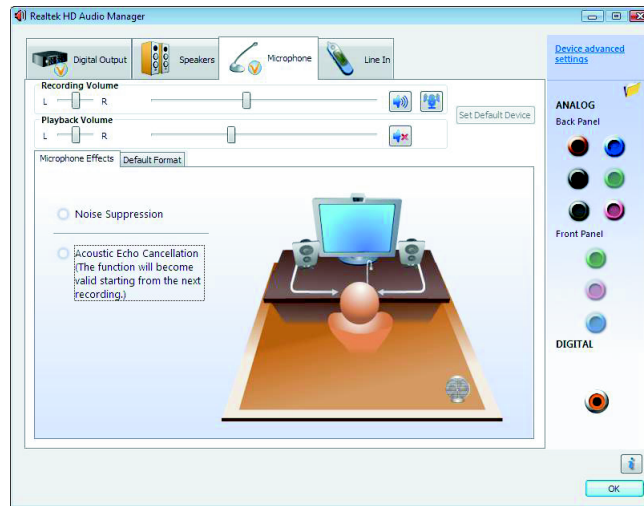 Realtek HD Audio Manager
Digital Output
Speakers
Microphone
Line In
Device advanced
settings
Recording Volume
L
R
Set Default Device
Playback Volume
L
R
Microphone Effects
Default Format
Noise Suppression
Acoustic Echo Cancellation
(The function will become
valid starting from the next
recording.)
ANALOG
Back Panel
Front Panel
DIGITAL
OK